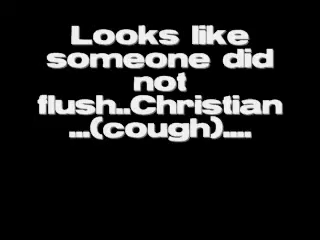 Looks like
someone did
not
flush..Christian
...(cough)....